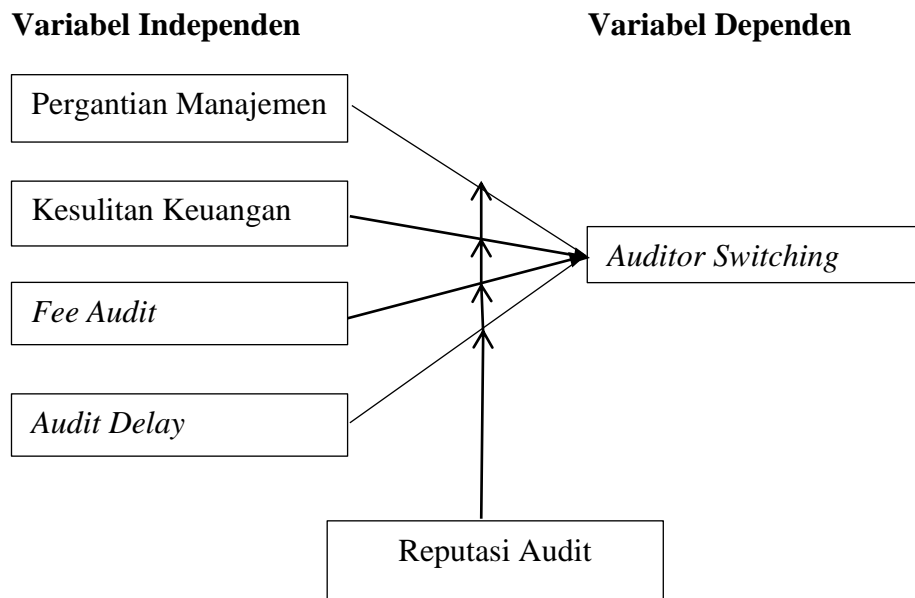 Variabel Independen
Variabel Dependen
Pergantian Manajemen
Kesulitan Keuangan
Auditor Switching
Fee Audit
Audit Delay
Reputasi Audit